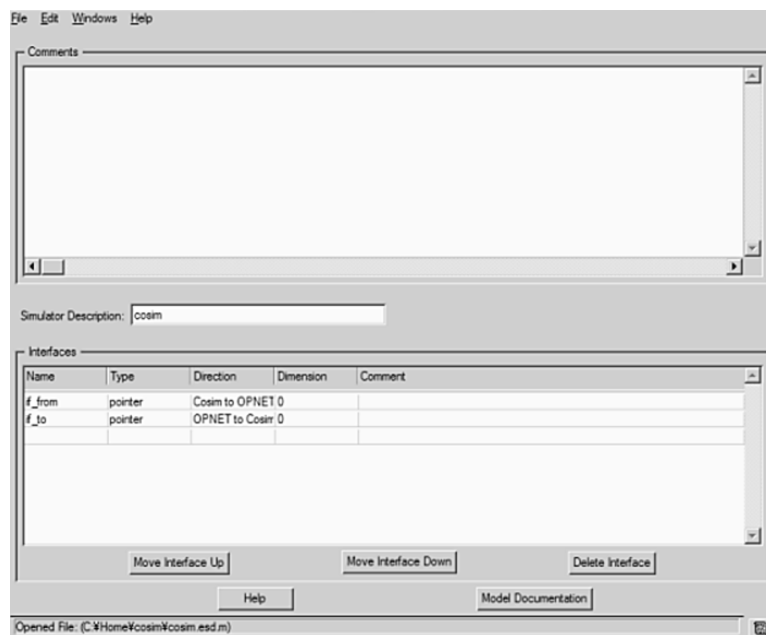 File Edit Windows Help
Comments
Simulator Description: cosim
Interfaces
Name Type Direction Dimension Comment
if_from pointer Cosim to OPNET 0
if_to pointer OPNET to Cosim 0
Move Interface Up Move Interface Down Delete Interface
Help Model Documentation
Opened File: (C:¥Home¥cosim¥cosim.esd.m)